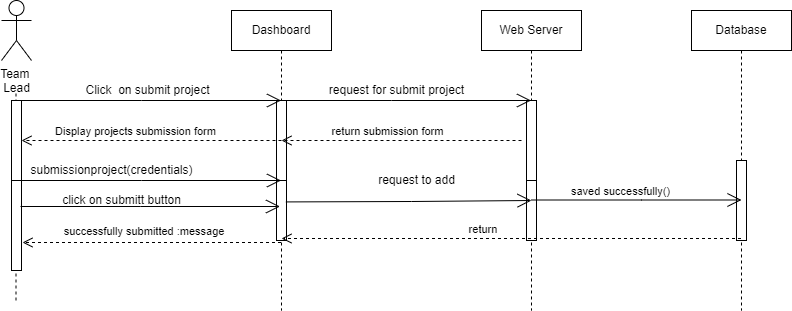 Dashboard
Web Server
Database
Team
Lead
Click on submit project
request for submit project
Display projects submission form
return submission form
submissionproject(credentials)
request to add
saved successfully()
click on submitt button
successfully submitted :message
return